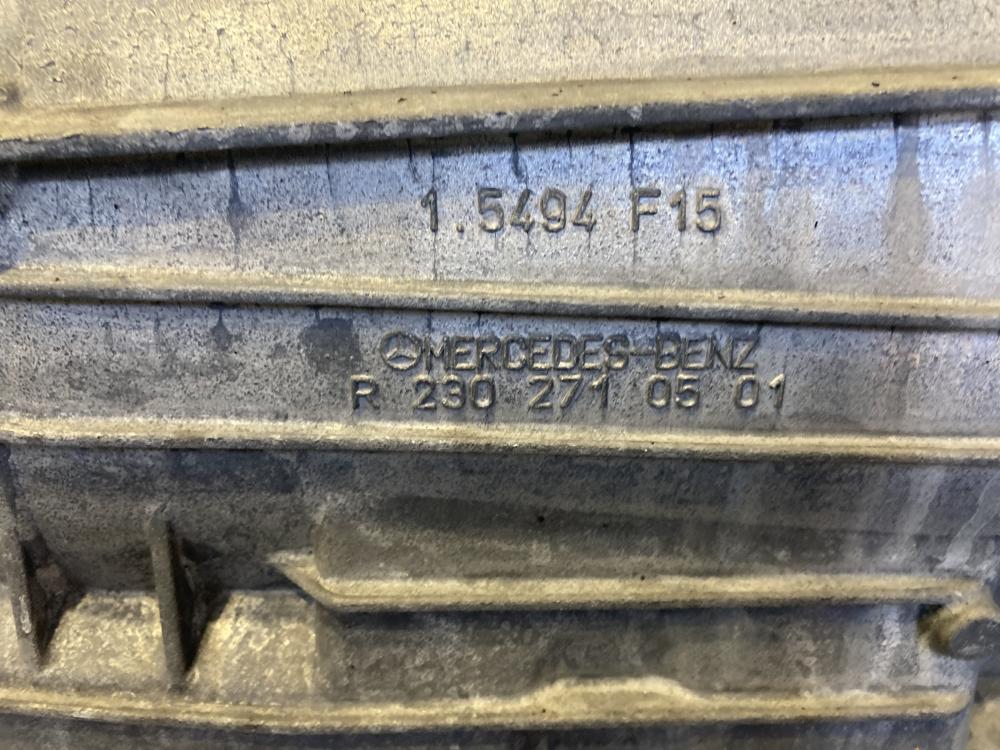 1.5494 F15
MERCEDES-BENZ
R 230 271 05 01